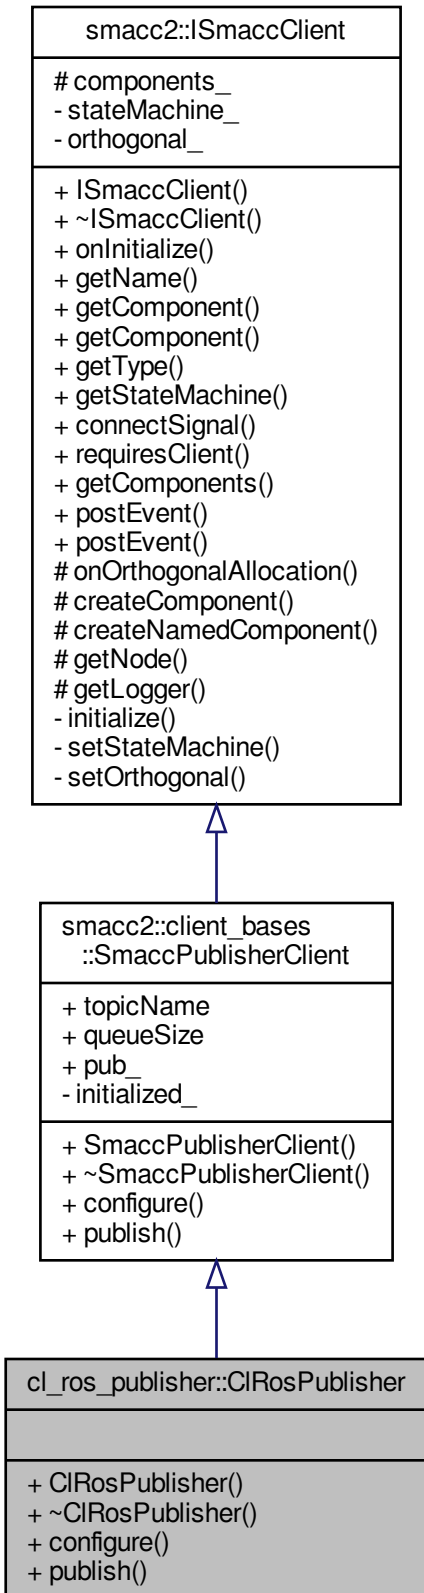 smacc2::ISmaccClient
# components_
- stateMachine_
- orthogonal_
+ ISmaccClient()
+ ~ISmaccClient()
+ onInitialize()
+ getName()
+ getComponent()
+ getComponent()
+ getType()
+ getStateMachine()
+ connectSignal()
+ requiresClient()
+ getComponents()
+ postEvent()
+ postEvent()
# onOrthogonalAllocation()
# createComponent()
# createNamedComponent()
# getNode()
# getLogger()
- initialize()
- setStateMachine()
- setOrthogonal()
smacc2::client_bases
::SmaccPublisherClient
+ topicName
+ queueSize
+ pub_
- initialized_
+ SmaccPublisherClient()
+ ~SmaccPublisherClient()
+ configure()
+ publish()
cl_ros_publisher::ClRosPublisher
+ ClRosPublisher()
+ ~ClRosPublisher()
+ configure()
+ publish()